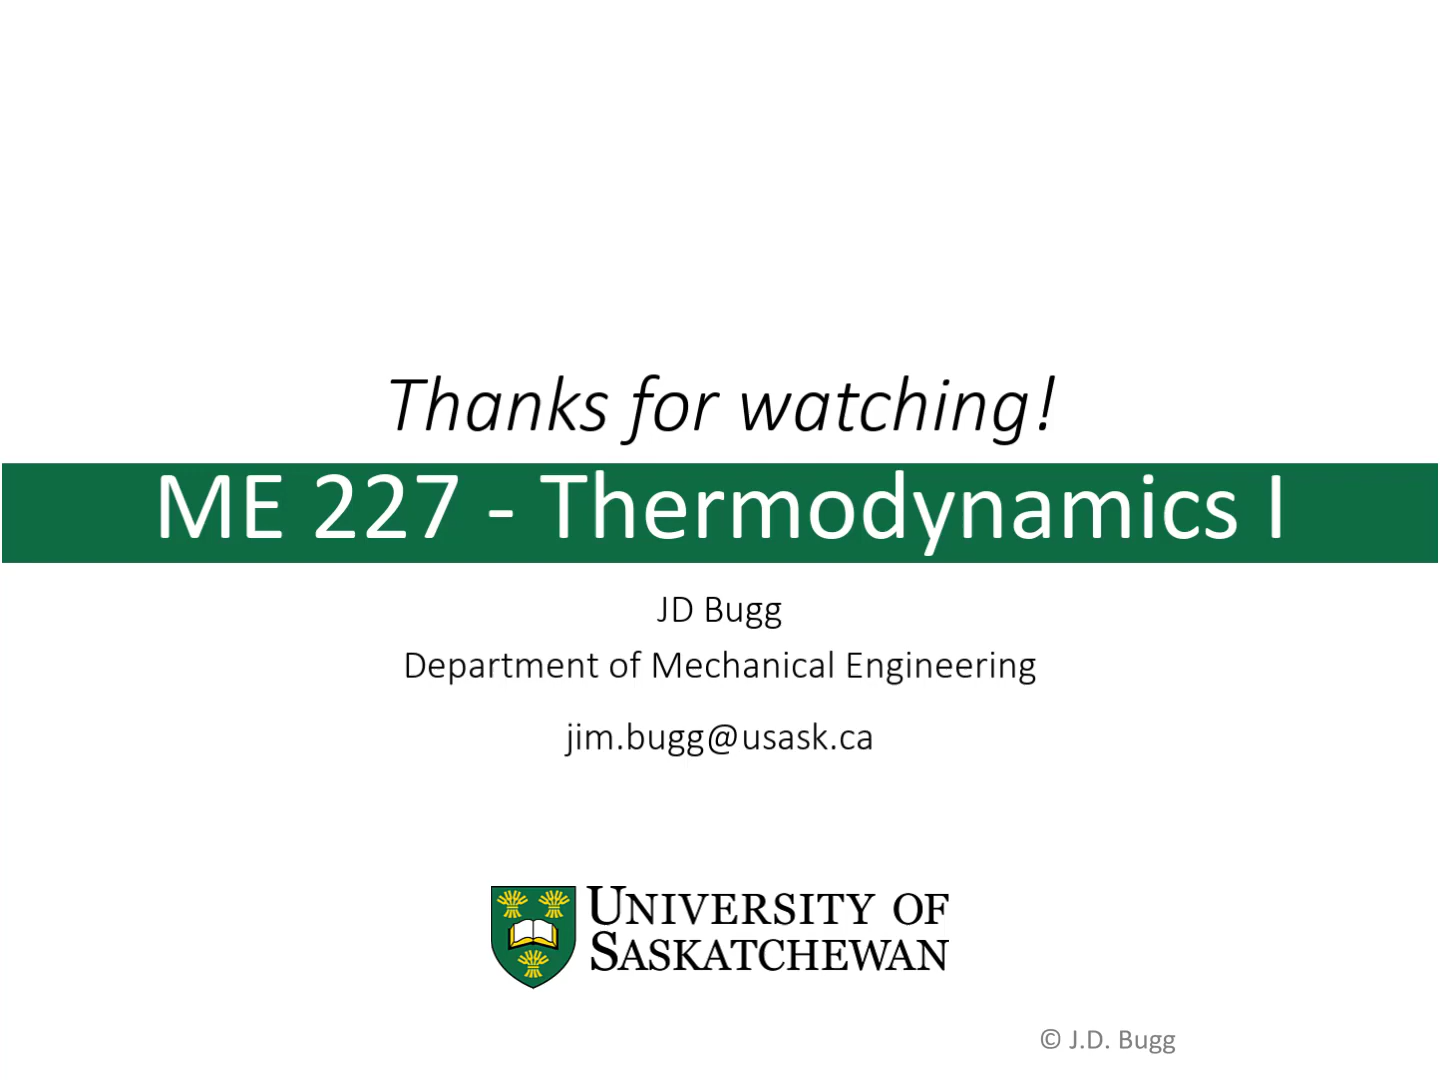 Thanks for watching!
ME 227 - Thermodynamics I
JD Bugg
Department of Mechanical Engineering
jim.bugg@usask.ca
UNIVERSITY OF
SASKATCHEWAN
© J.D. Bugg